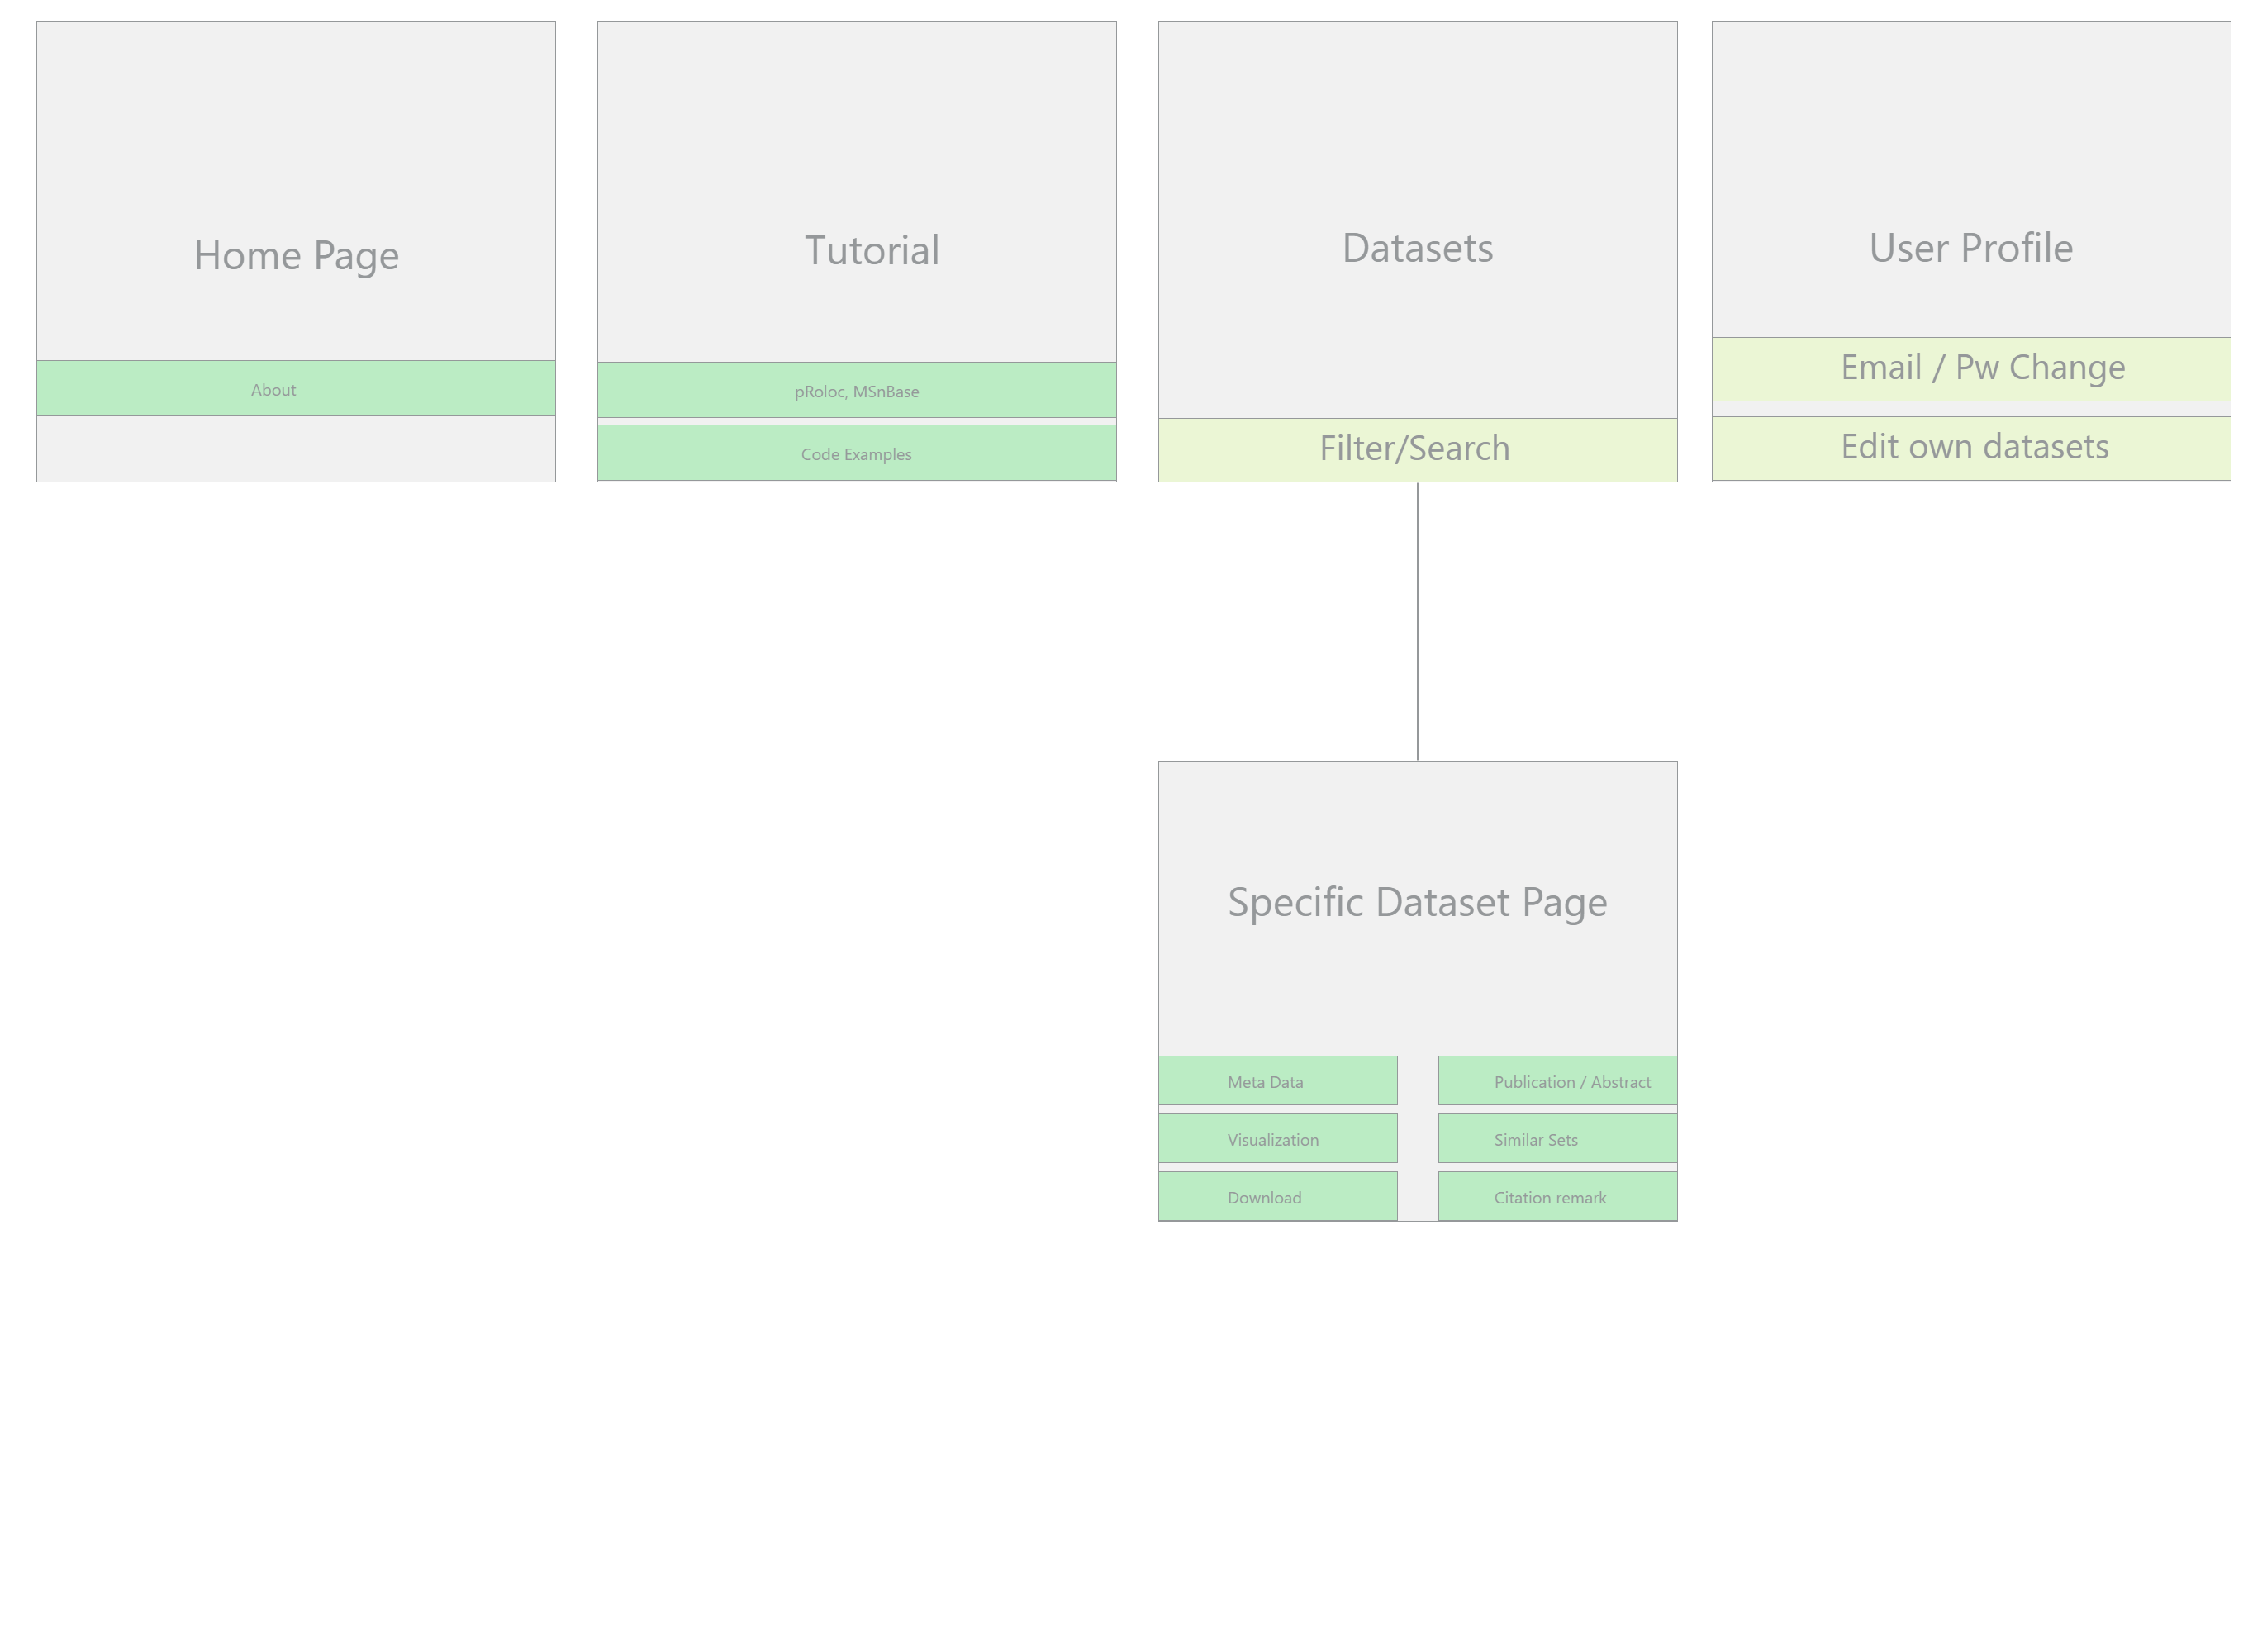 Home Page
About
Tutorial
pRoloc, MSnBase
Code Examples
Datasets
Filter/Search
User Profile
Email / Pw Change
Edit own datasets
Specific Dataset Page
Meta Data
Publication / Abstract
Visualization
Similar Sets
Download
Citation remark